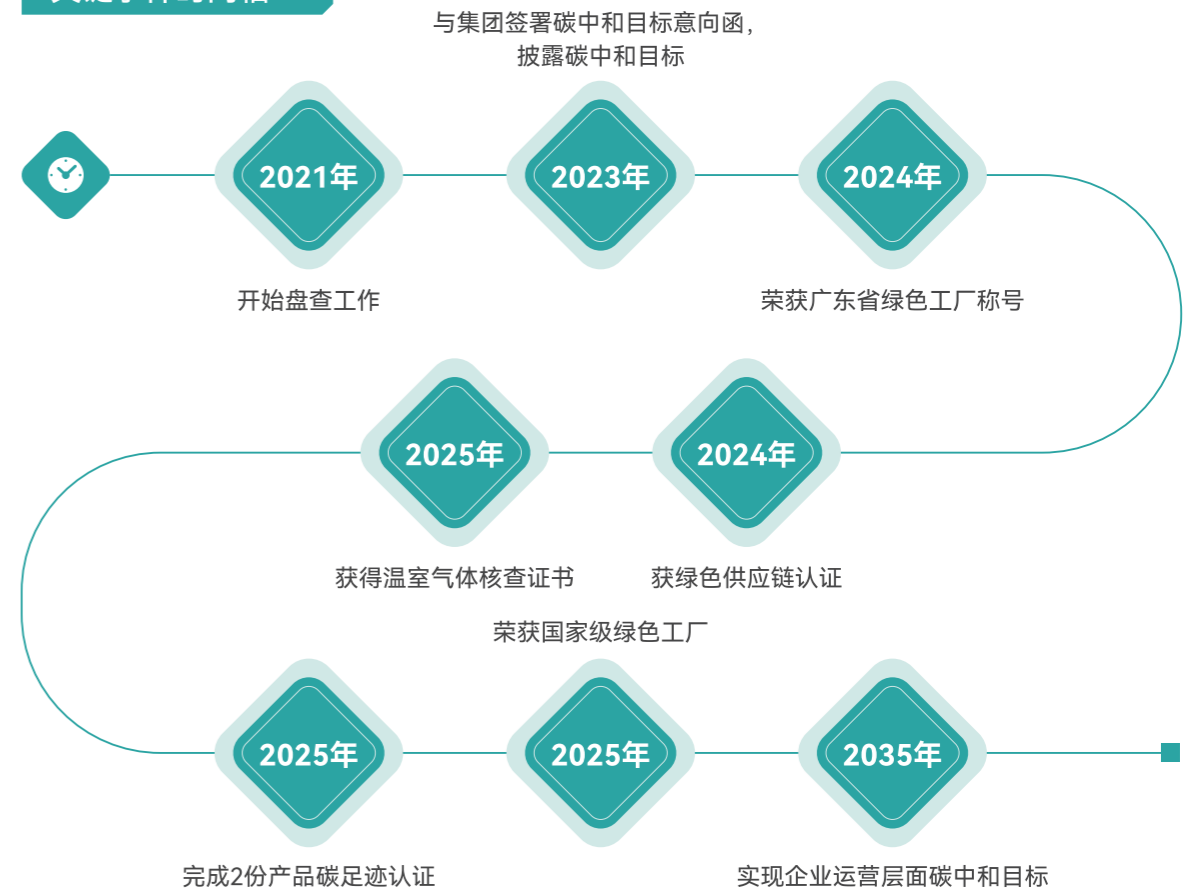 与集团签署碳中和目标意向函，
披露碳中和目标
2021年
2023年
2024年
开始盘查工作
荣获广东省绿色工厂称号
2025年
2024年
获得温室气体核查证书
获绿色供应链认证
荣获国家级绿色工厂
2025年
2025年
2035年
完成2份产品碳足迹认证
实现企业运营层面碳中和目标